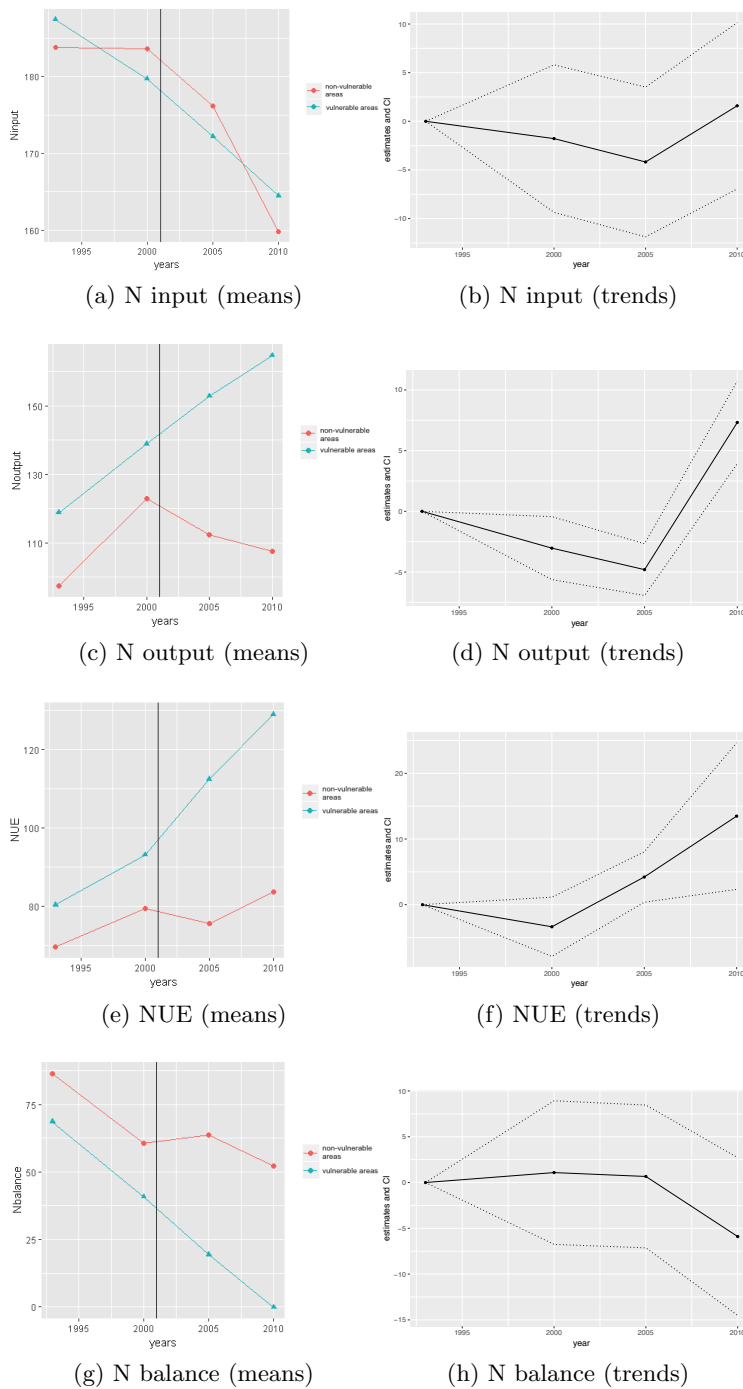 180
170
160
Ninput
1995
2000
2005
2010
years
non-vulnerable
areas
vulnerable areas
10
5
0
−5
−10
estimates and CI
1995
2000
2005
2010
year
(a) N input (means)
(b) N input (trends)
150
130
110
Noutput
1995
2000
2005
2010
years
non-vulnerable
areas
vulnerable areas
10
5
0
−5
estimates and CI
1995
2000
2005
2010
year
(c) N output (means)
(d) N output (trends)
120
100
80
NUE
1995
2000
2005
2010
years
non-vulnerable
areas
vulnerable areas
20
10
0
estimates and CI
1995
2000
2005
2010
year
(e) NUE (means)
(f) NUE (trends)
75
50
25
0
Nbalance
1995
2000
2005
2010
years
non-vulnerable
areas
vulnerable areas
10
5
0
−5
−10
−15
estimates and CI
1995
2000
2005
2010
year
(g) N balance (means)
(h) N balance (trends)